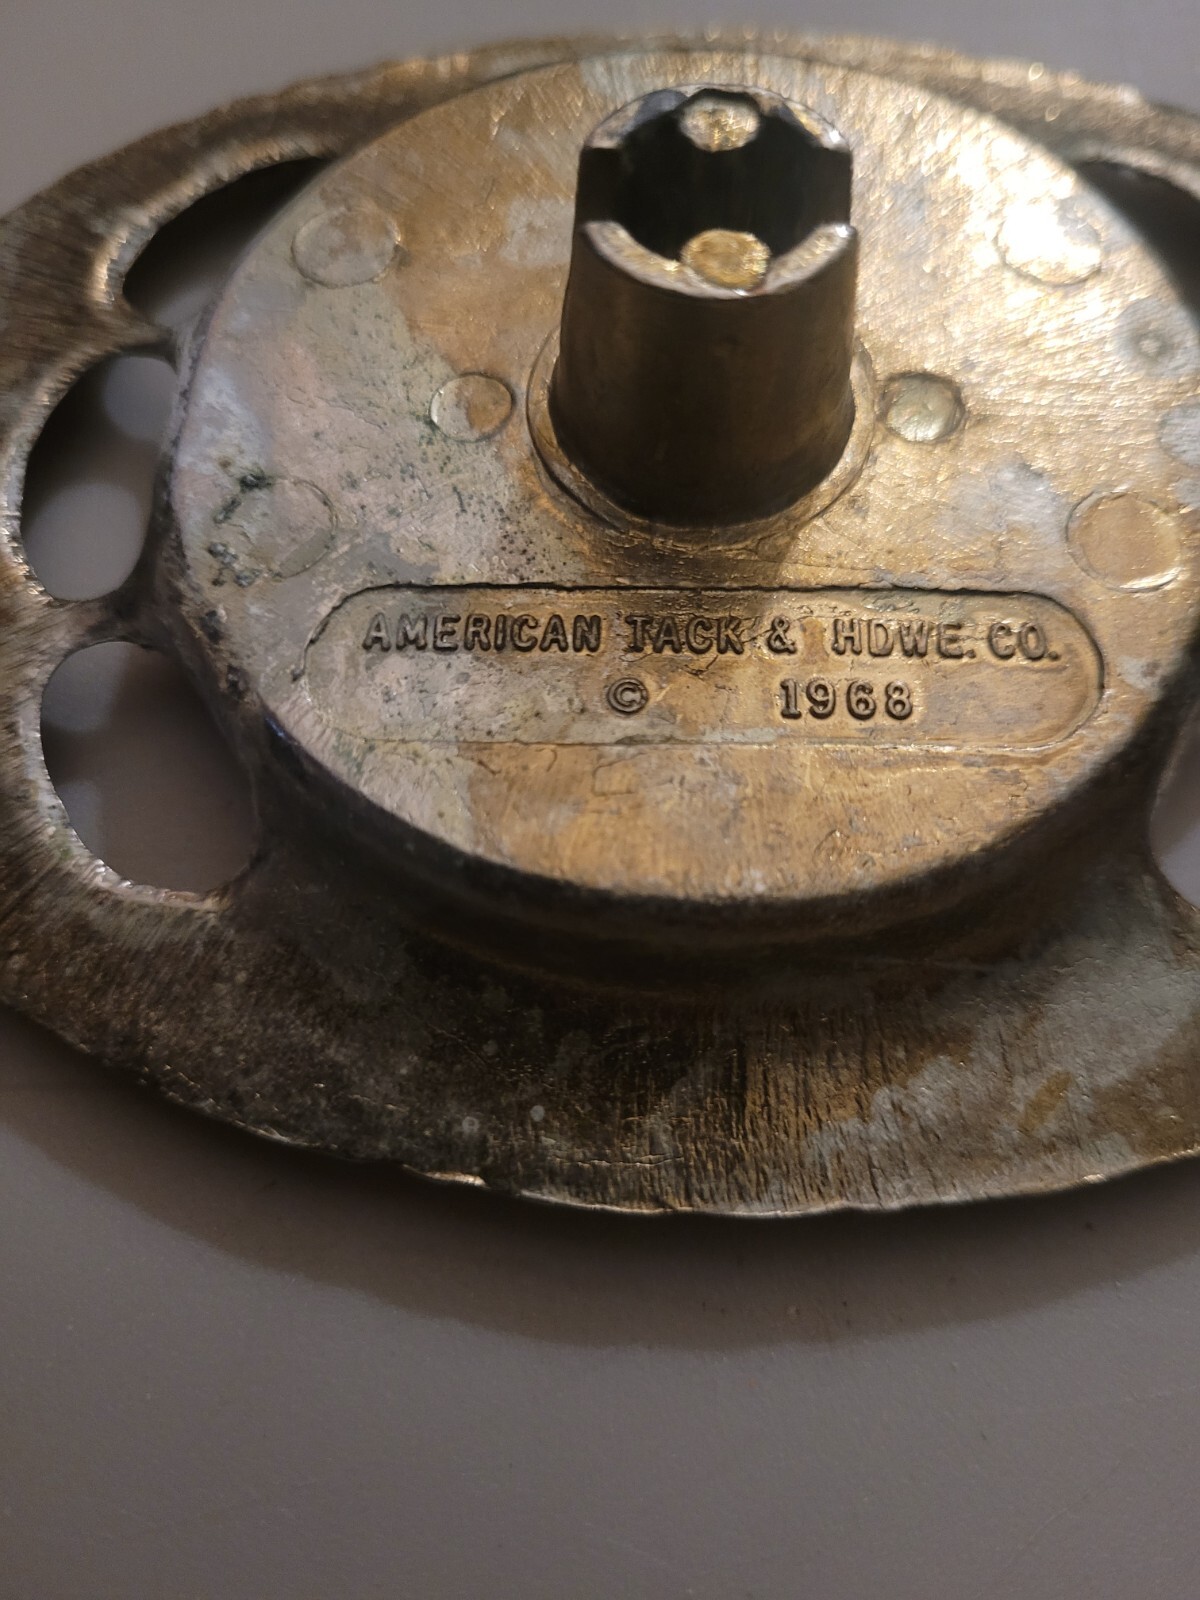 AMERICAN TACK & HDWE. CO.
© 1968